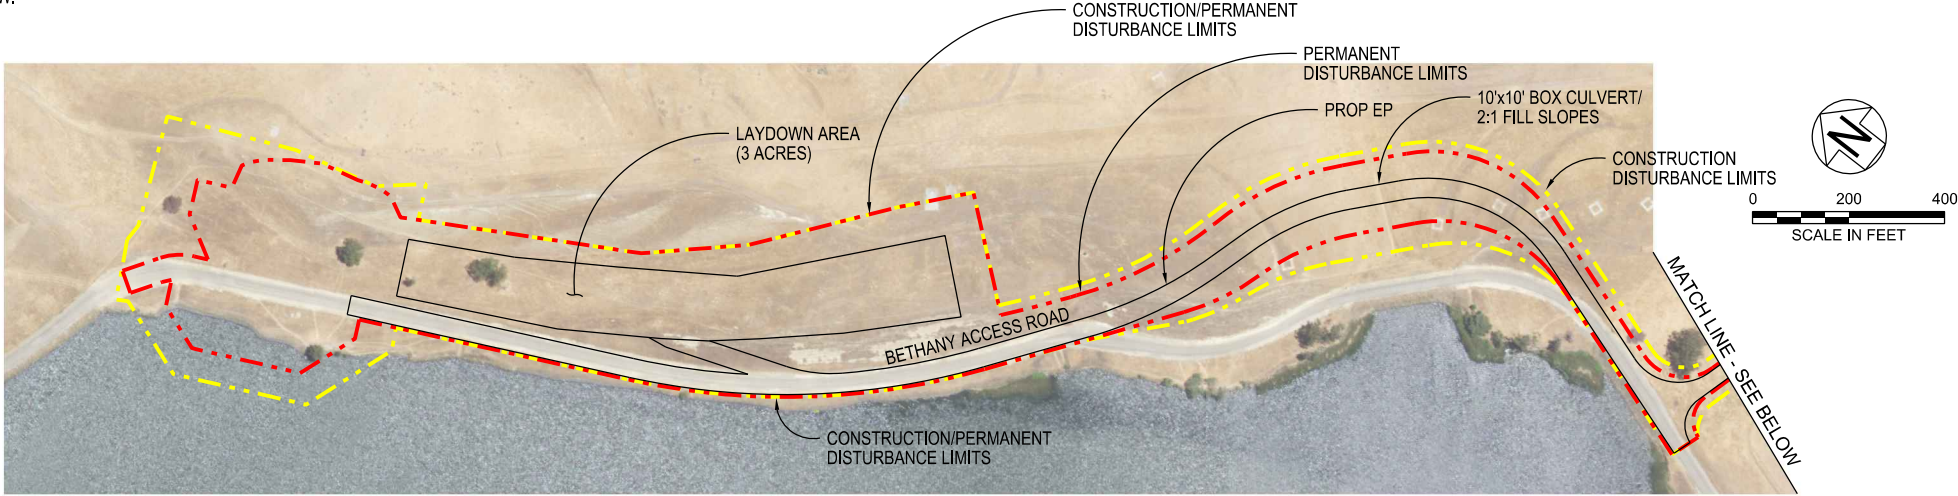 CONSTRUCTION/PERMANENT
DISTURBANCE LIMITS
PERMANENT
DISTURBANCE LIMITS
10'x10' BOX CULVERT/
2:1 FILL SLOPES
PROP EP
LAYDOWN AREA
(3 ACRES)
CONSTRUCTION
DISTURBANCE LIMITS
N
0 200 400
SCALE IN FEET
MATCH LINE - SEE BELOW
BETHANY ACCESS ROAD
CONSTRUCTION/PERMANENT
DISTURBANCE LIMITS